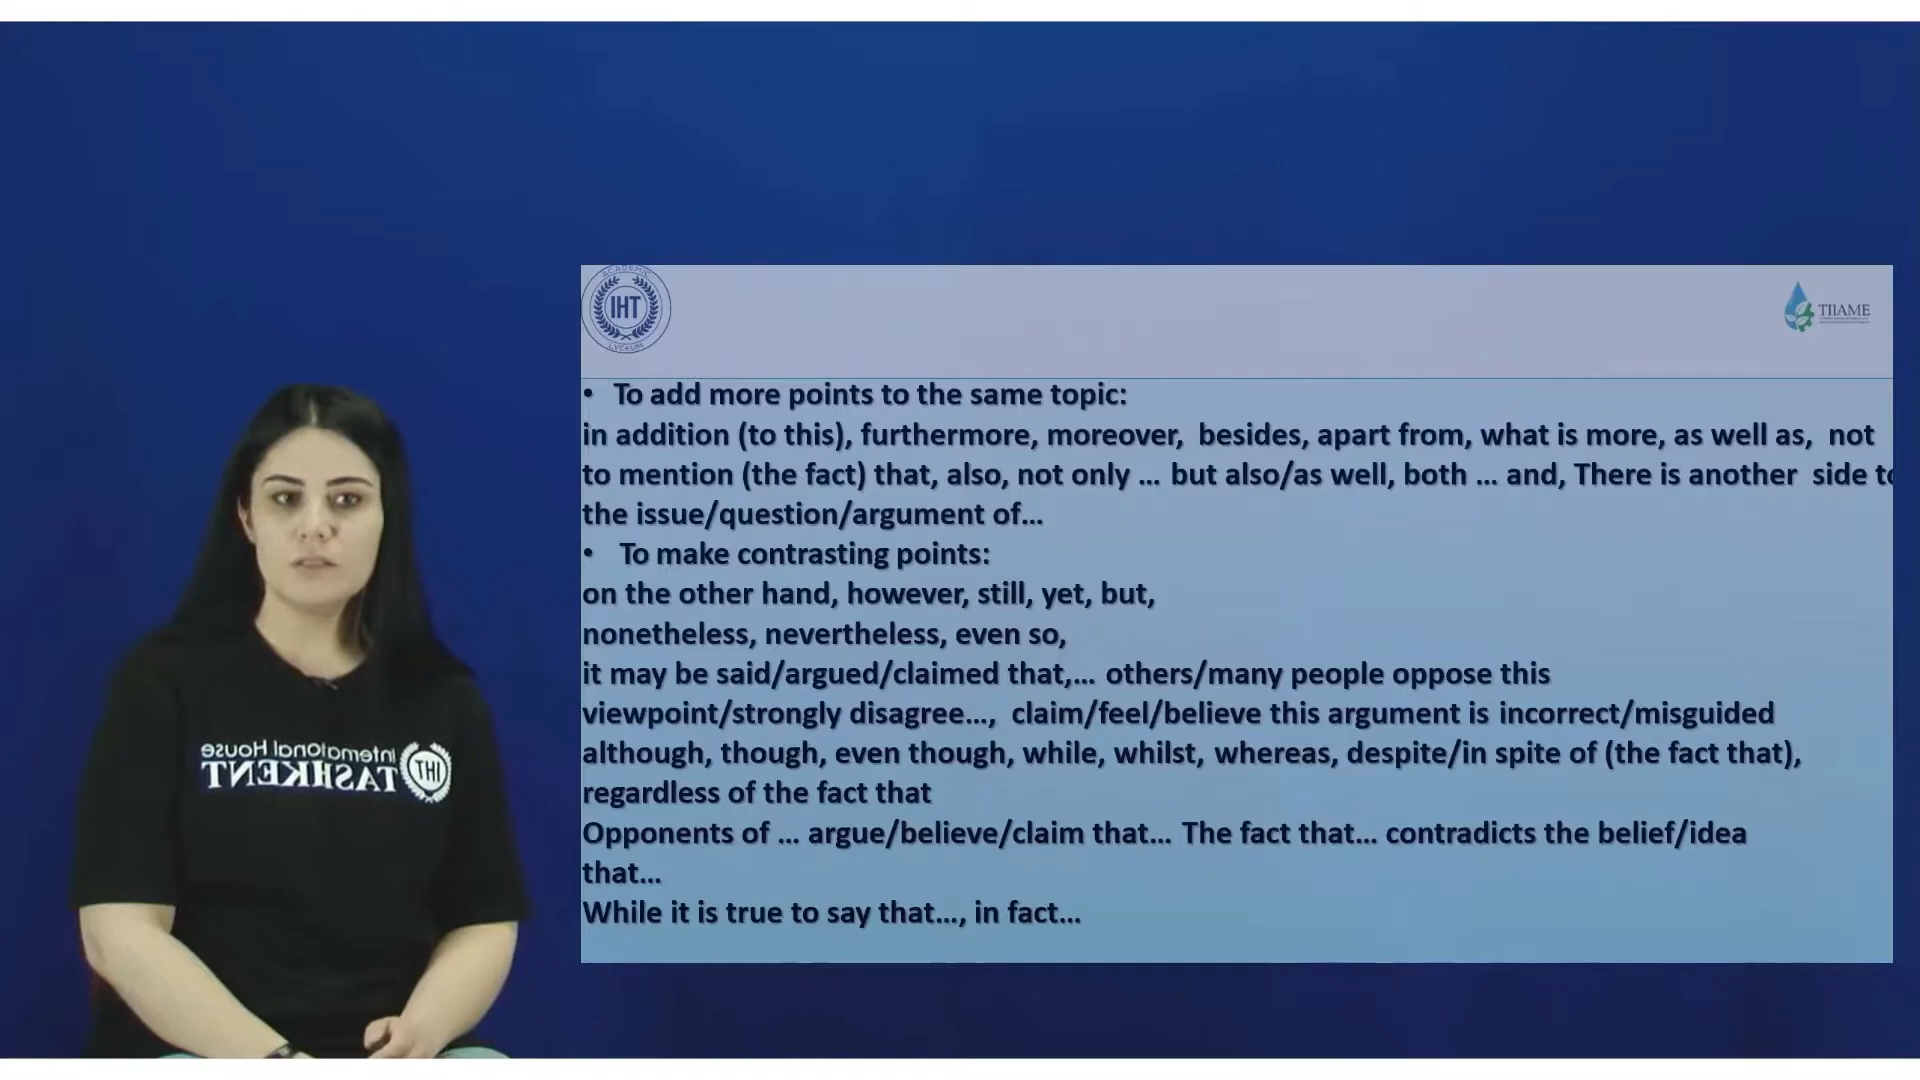 ACADEMIC
IHT
LYCEUM
TIIAME
• To add more points to the same topic:
in addition (to this), furthermore, moreover, besides, apart from, what is more, as well as, not
to mention (the fact) that, also, not only ... but also/as well, both ... and, There is another side to
the issue/question/argument of...
• To make contrasting points:
on the other hand, however, still, yet, but,
nonetheless, nevertheless, even so,
it may be said/argued/claimed that,... others/many people oppose this
viewpoint/strongly disagree..., claim/feel/believe this argument is incorrect/misguided
although, though, even though, while, whilst, whereas, despite/in spite of (the fact that),
regardless of the fact that
Opponents of ... argue/believe/claim that... The fact that... contradicts the belief/idea
that...
While it is true to say that..., in fact...
International House
TASHKENT
IHT